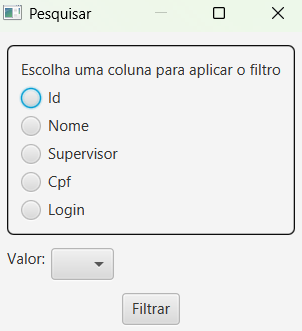 Pesquisar
Escolha uma coluna para aplicar o filtro
Id
Nome
Supervisor
Cpf
Login
Valor:
Filtrar